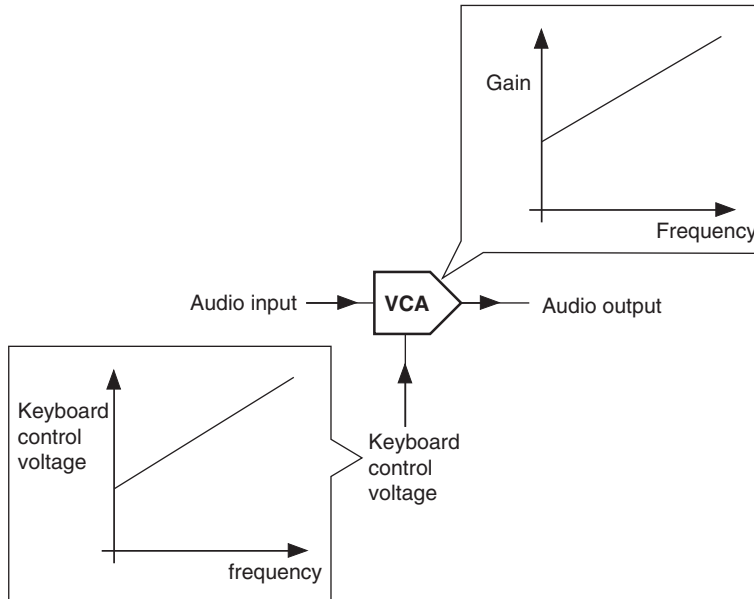 Gain
Frequency
Audio input
VCA
Audio output
Keyboard
control
voltage
frequency
Keyboard
control
voltage